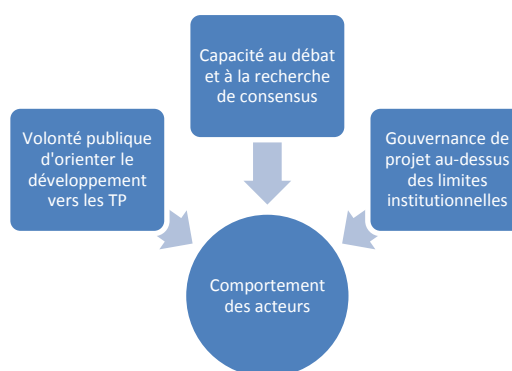 Capacité au débat
et à la recherche
de consensus
Volonté publique
d'orienter le
développement
vers les TP
Gouvernance de
projet au-dessus
des limites
institutionnelles
Comportement
des acteurs